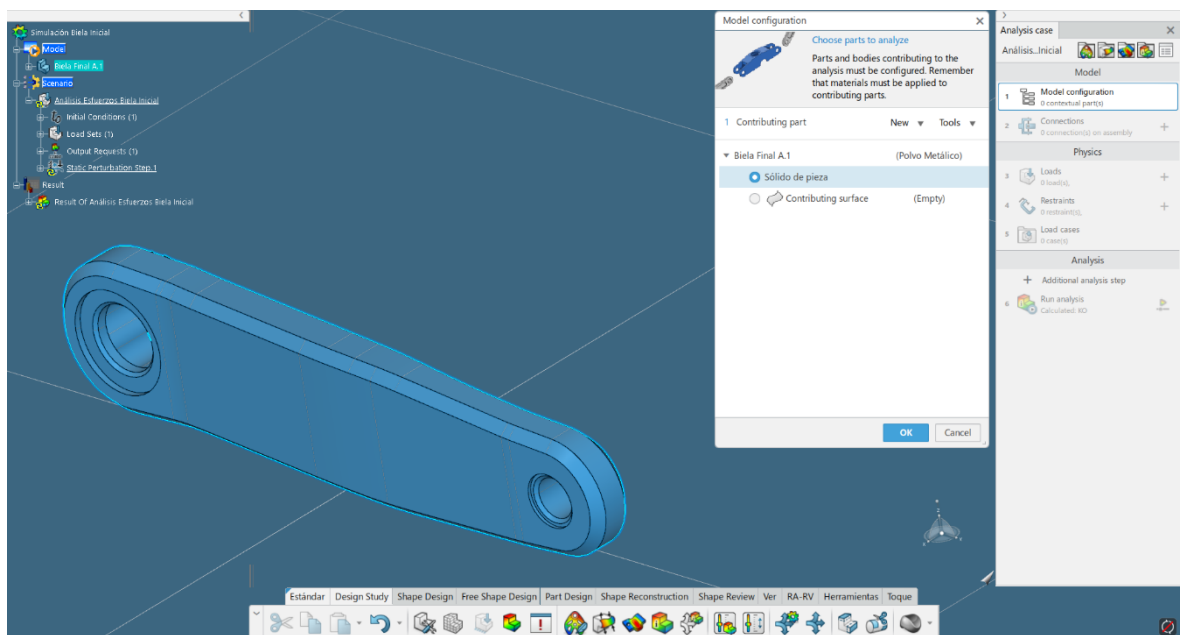 Simulación Biela Inicial
Model
Biela Final A.1
Scenario
Análisis Esfuerzos Biela Inicial
Initial Conditions (1)
Load Sets (1)
Output Requests (1)
Static Perturbation Step.1
Result
Result Of Análisis Esfuerzos Biela Inicial
Model configuration
Choose parts to analyze
Parts and bodies contributing to the
analysis must be configured. Remember
that materials must be applied to
contributing parts.
1 Contributing part New Tools
Biela Final A.1 (Polvo Metálico)
Sólido de pieza
Contributing surface (Empty)
OK Cancel
Analysis case
Análisis...Inicial
Model
1 Model configuration
0 contextual part(s)
2 Connections
0 connection(s) on assembly
Physics
3 Loads
0 load(s),
4 Restraints
0 restraint(s),
5 Load cases
0 case(s)
Analysis
Additional analysis step
6 Run analysis
Calculated: KO
Estándar Design Study Shape Design Free Shape Design Part Design Shape Reconstruction Shape Review Ver RA-RV Herramientas Toque